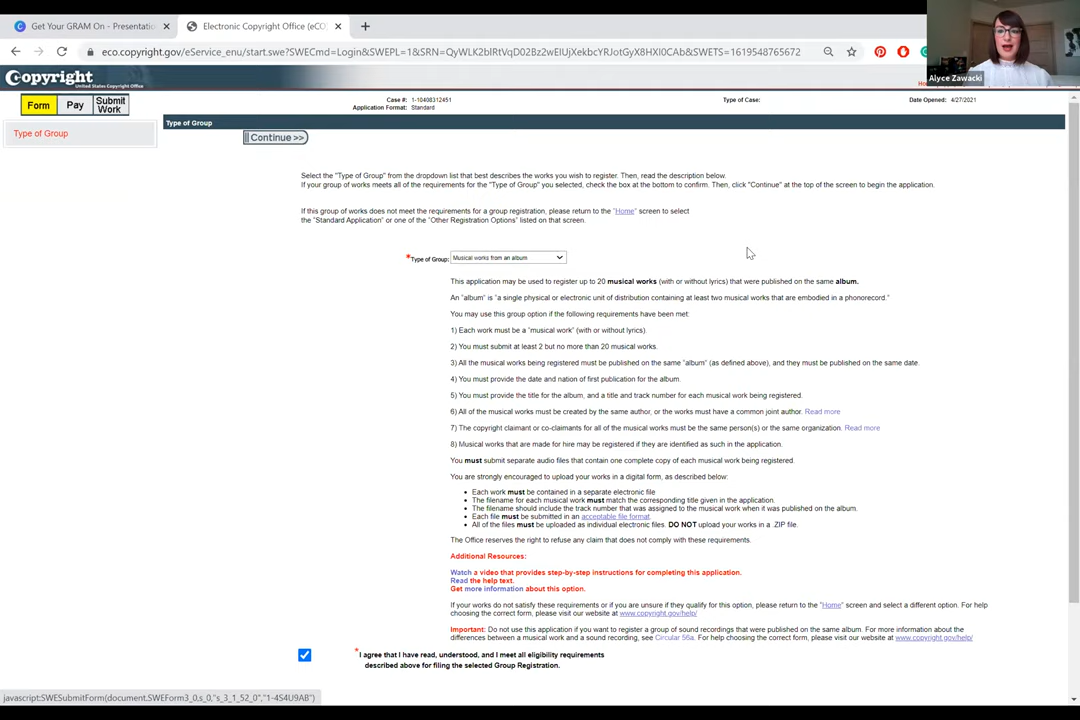 Get Your GRAM On - Presentatio
Electronic Copyright Office (eCO
eco.copyright.gov/eService_enu/start.swe?SWECmd=Login&SWEPL=1&SRN=QyWLK2blRtVqD02Bz2wEIUjXekbcYRJotGyX8HXI0CAb&SWETS=1619548765672
Alyce Zawacki
Copyright
United States Copyright Office
Form
Pay
Submit Work
Case #: 1-10408312451
Type of Case:
Date Opened: 4/27/2021
Application Format: Standard
Type of Group
Type of Group
Continue >>
Select the "Type of Group" from the dropdown list that best describes the works you wish to register. Then, read the description below.
If your group of works meets all of the requirements for the "Type of Group" you selected, check the box at the bottom to confirm. Then, click "Continue" at the top of the screen to begin the application.
If this group of works does not meet the requirements for a group registration, please return to the "Home" screen to select
the "Standard Application" or one of the "Other Registration Options" listed on that screen.
*Type of Group: Musical works from an album
This application may be used to register up to 20 musical works (with or without lyrics) that were published on the same album.
An "album" is "a single physical or electronic unit of distribution containing at least two musical works that are embodied in a phonorecord."
You may use this group option if the following requirements have been met:
1) Each work must be a "musical work" (with or without lyrics).
2) You must submit at least 2 but no more than 20 musical works.
3) All the musical works being registered must be published on the same "album" (as defined above), and they must be published on the same date.
4) You must provide the date and nation of first publication for the album.
5) You must provide the title for the album, and a title and track number for each musical work being registered.
6) All of the musical works must be created by the same author, or the works must have a common joint author. Read more
7) The copyright claimant or co-claimants for all of the musical works must be the same person(s) or the same organization. Read more
8) Musical works that are made for hire may be registered if they are identified as such in the application.
You must submit separate audio files that contain one complete copy of each musical work being registered.
You are strongly encouraged to upload your works in a digital form, as described below:
• Each work must be contained in a separate electronic file
• The filename for each musical work must match the corresponding title given in the application.
• The filename should include the track number that was assigned to the musical work when it was published on the album.
• Each file must be submitted in an acceptable file format.
• All of the files must be uploaded as individual electronic files. DO NOT upload your works in a .ZIP file.
The Office reserves the right to refuse any claim that does not comply with these requirements.
Additional Resources:
Watch a video that provides step-by-step instructions for completing this application.
Read the help text.
Get more information about this option.
If your works do not satisfy these requirements or if you are unsure if they qualify for this option, please return to the "Home" screen and select a different option. For help
choosing the correct form, please visit our website at www.copyright.gov/help/
Important: Do not use this application if you want to register a group of sound recordings that were published on the same album. For more information about the
differences between a musical work and a sound recording, see Circular 56a. For help choosing the correct form, please visit our website at www.copyright.gov/help/
*I agree that I have read, understood, and I meet all eligibility requirements
described above for filing the selected Group Registration.
javascript:SWESubmitForm(document.SWEForm3_0,s_0,"s_3_1_52_0","1-4S4U9AB")